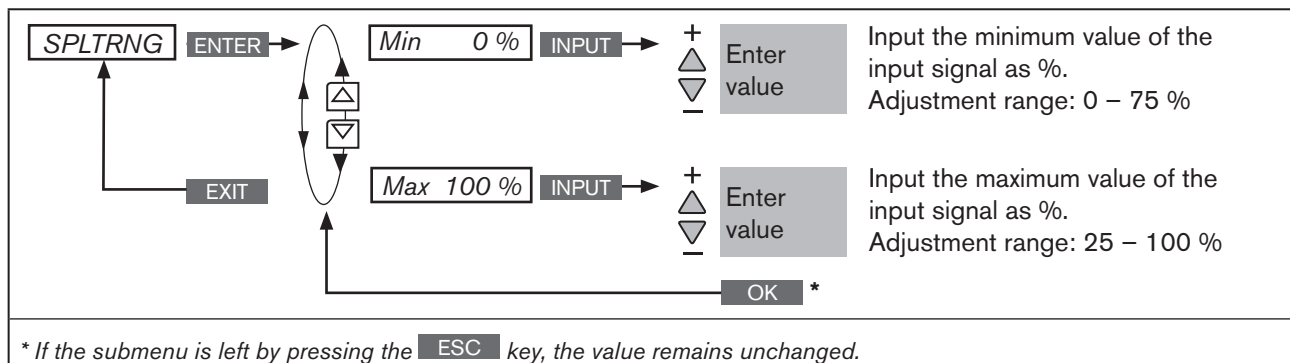 SPLTRNG ENTER Min 0 % INPUT + Enter value − Input the minimum value of the
input signal as %.
Adjustment range: 0 – 75 %
EXIT Max 100 % INPUT + Enter value − Input the maximum value of the
input signal as %.
Adjustment range: 25 – 100 %
OK *
* If the submenu is left by pressing the ESC key, the value remains unchanged.